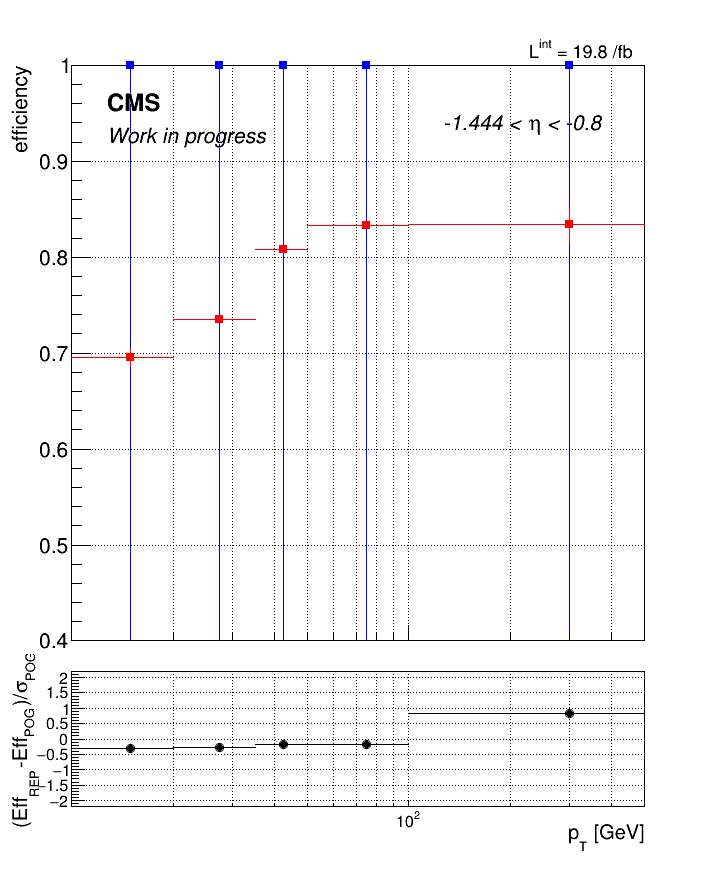 L^int = 19.8 /fb
efficiency
1
CMS
Work in progress
-1.444 < η < -0.8
0.9
0.8
0.7
0.6
0.5
0.4
(Eff_REP -Eff_POG)/σ_POG
2
1.5
1
0.5
0
−0.5
−1
−1.5
−2
10²
p_T [GeV]